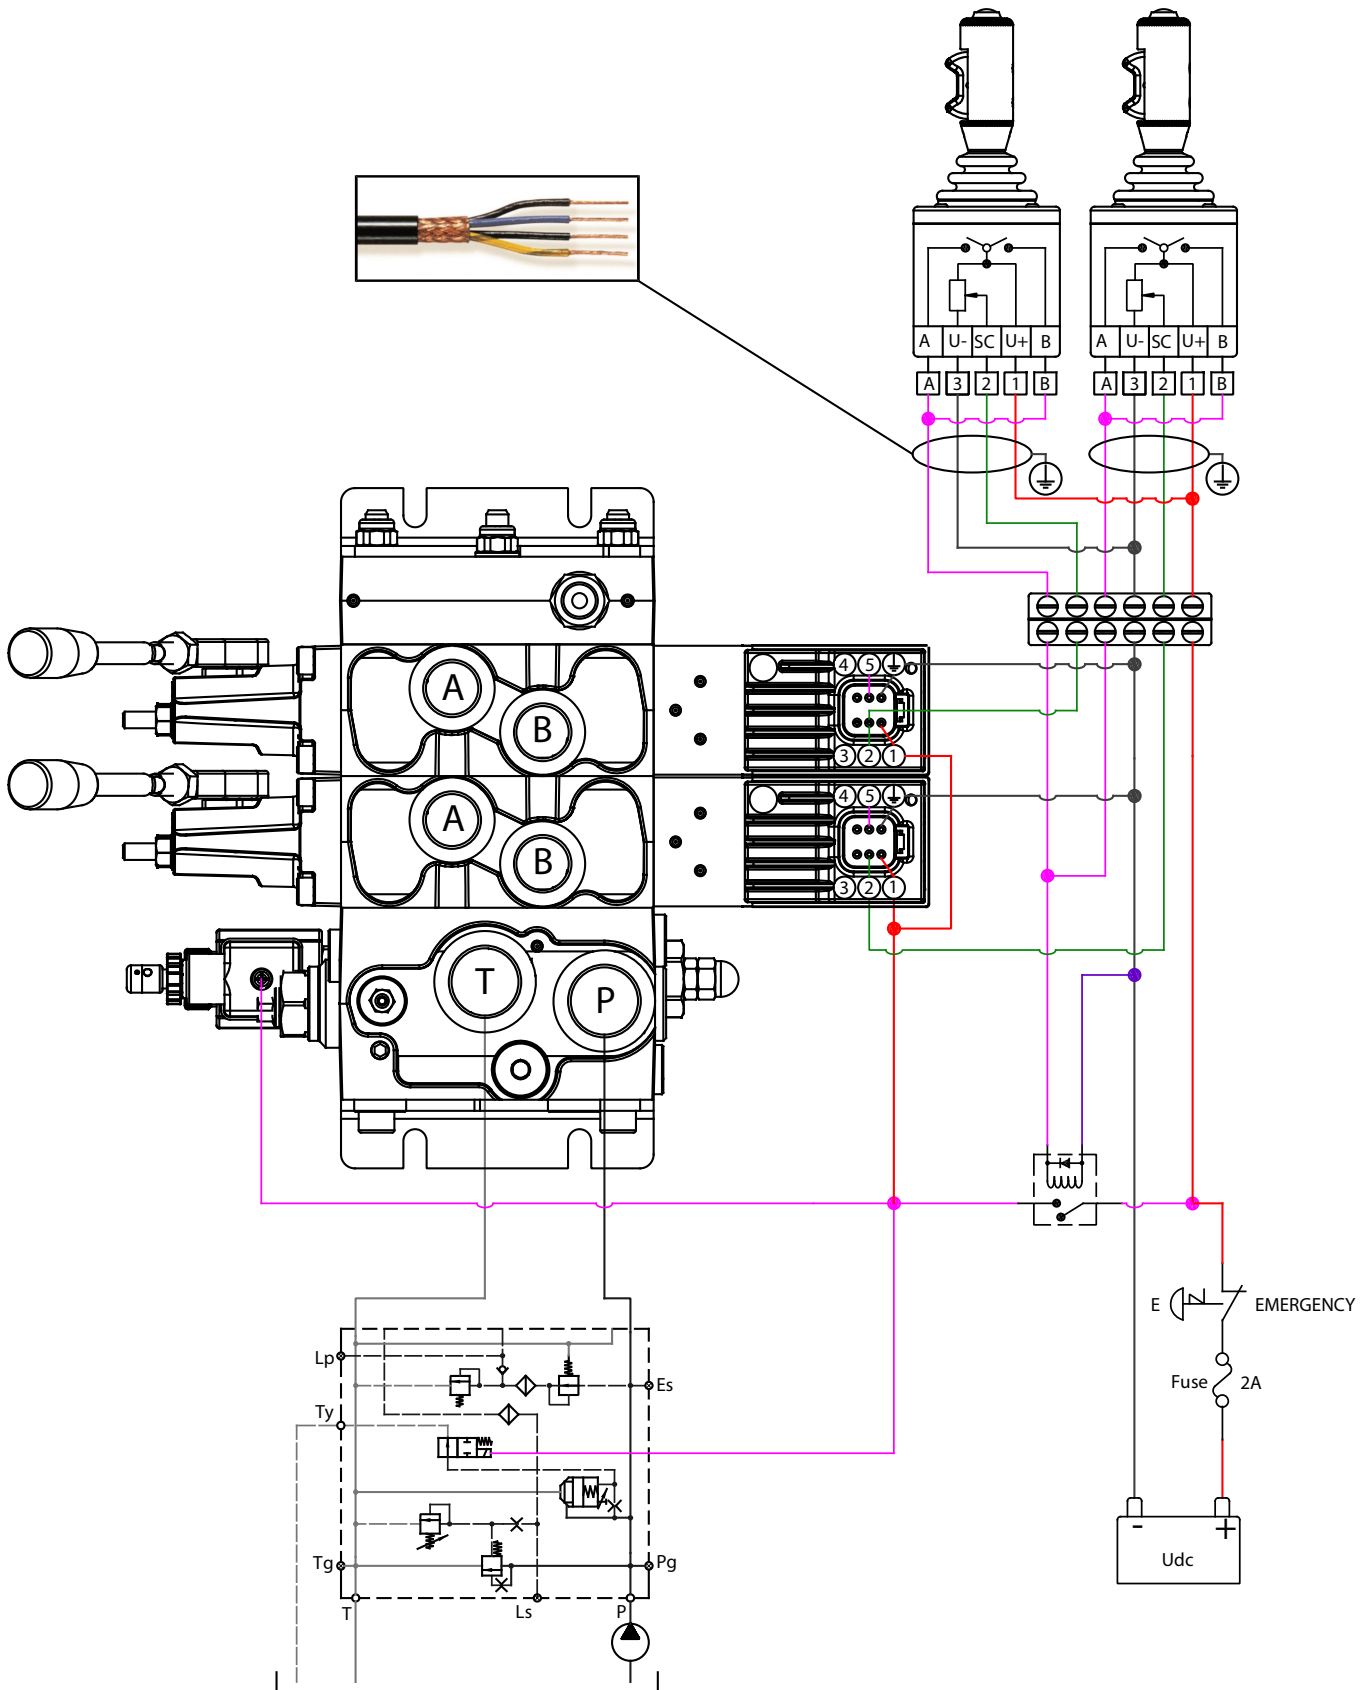 A U- SC U+ B
A U- SC U+ B
A 3 2 1 B
A 3 2 1 B
4 5
A
B
3 2 1
4 5
A
B
3 2 1
T
P
E EMERGENCY
Fuse 2A
Lp
Es
Ty
Tg
Pg
T Ls P
- +
Udc